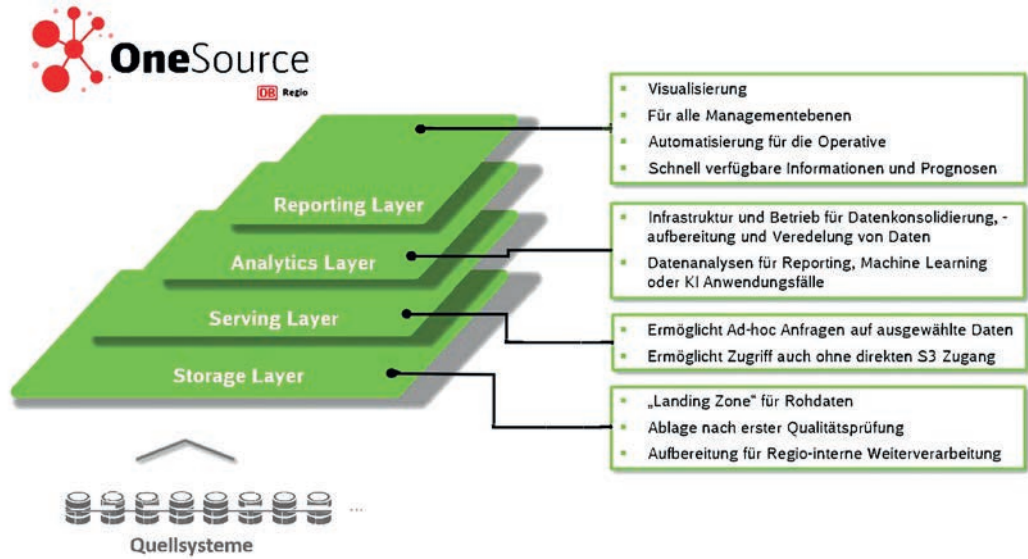 OneSource
DB Regio
Visualisierung
Für alle Managementebenen
Automatisierung für die Operative
Schnell verfügbare Informationen und Prognosen
Reporting Layer
Infrastruktur und Betrieb für Datenkonsolidierung, -
aufbereitung und Veredelung von Daten
Datenanalysen für Reporting, Machine Learning
oder KI Anwendungsfälle
Analytics Layer
Ermöglicht Ad-hoc Anfragen auf ausgewählte Daten
Ermöglicht Zugriff auch ohne direkten S3 Zugang
Serving Layer
Storage Layer
„Landing Zone“ für Rohdaten
Ablage nach erster Qualitätsprüfung
Aufbereitung für Regio-interne Weiterverarbeitung
...
Quellsysteme